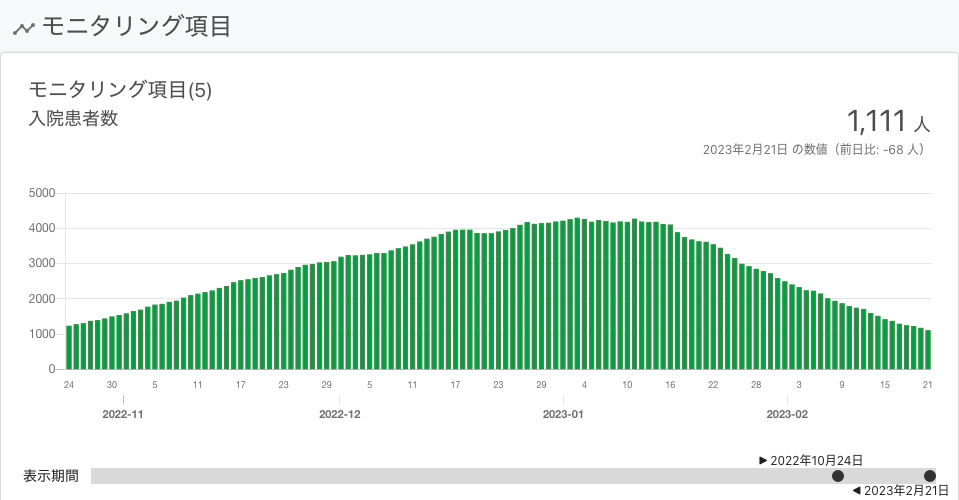 モニタリング項目
モニタリング項目(5)
入院患者数
1,111 人
2023年2月21日 の数値（前日比: -68 人）
5000
4000
3000
2000
1000
0
24 30 5 11 17 23 29 5 11 17 23 29 4 10 16 22 28 3 9 15 21
2022-11 2022-12 2023-01 2023-02
▶ 2022年10月24日
表示期間
◀ 2023年2月21日